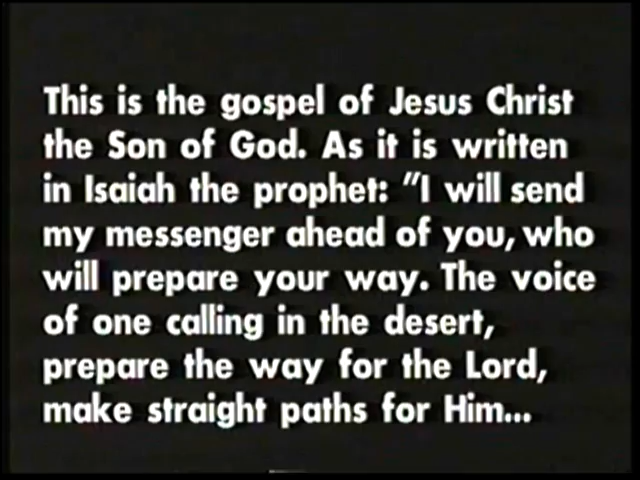 This is the gospel of Jesus Christ
the Son of God. As it is written
in Isaiah the prophet: "I will send
my messenger ahead of you, who
will prepare your way. The voice
of one calling in the desert,
prepare the way for the Lord,
make straight paths for Him...